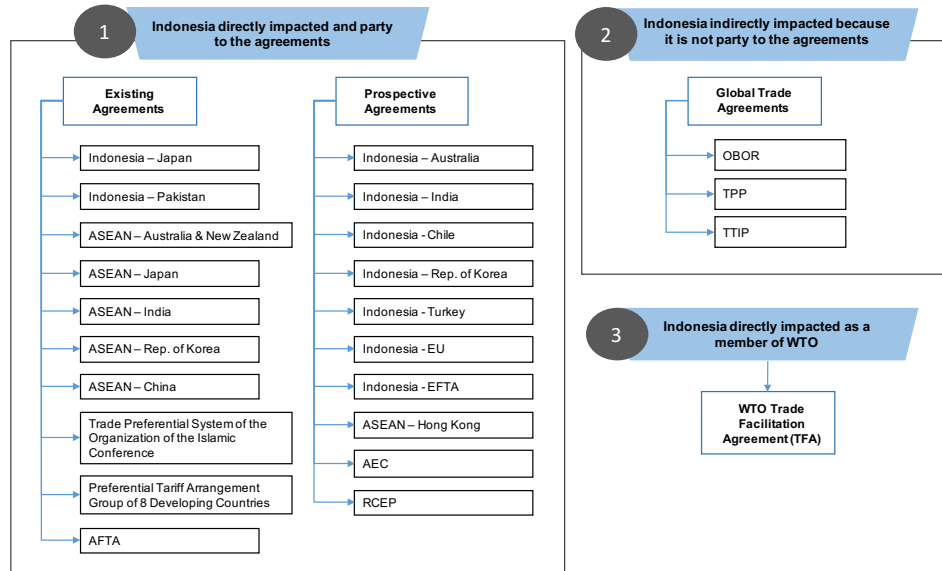 1
Indonesia directly impacted and party
to the agreements
Existing
Agreements
Indonesia – Japan
Indonesia – Pakistan
ASEAN – Australia & New Zealand
ASEAN – Japan
ASEAN – India
ASEAN – Rep. of Korea
ASEAN – China
Trade Preferential System of the
Organization of the Islamic
Conference
Preferential Tariff Arrangement
Group of 8 Developing Countries
AFTA
Prospective
Agreements
Indonesia – Australia
Indonesia – India
Indonesia - Chile
Indonesia – Rep. of Korea
Indonesia - Turkey
Indonesia - EU
Indonesia - EFTA
ASEAN – Hong Kong
AEC
RCEP
2
Indonesia indirectly impacted because
it is not party to the agreements
Global Trade
Agreements
OBOR
TPP
TTIP
3
Indonesia directly impacted as a
member of WTO
WTO Trade
Facilitation
Agreement (TFA)